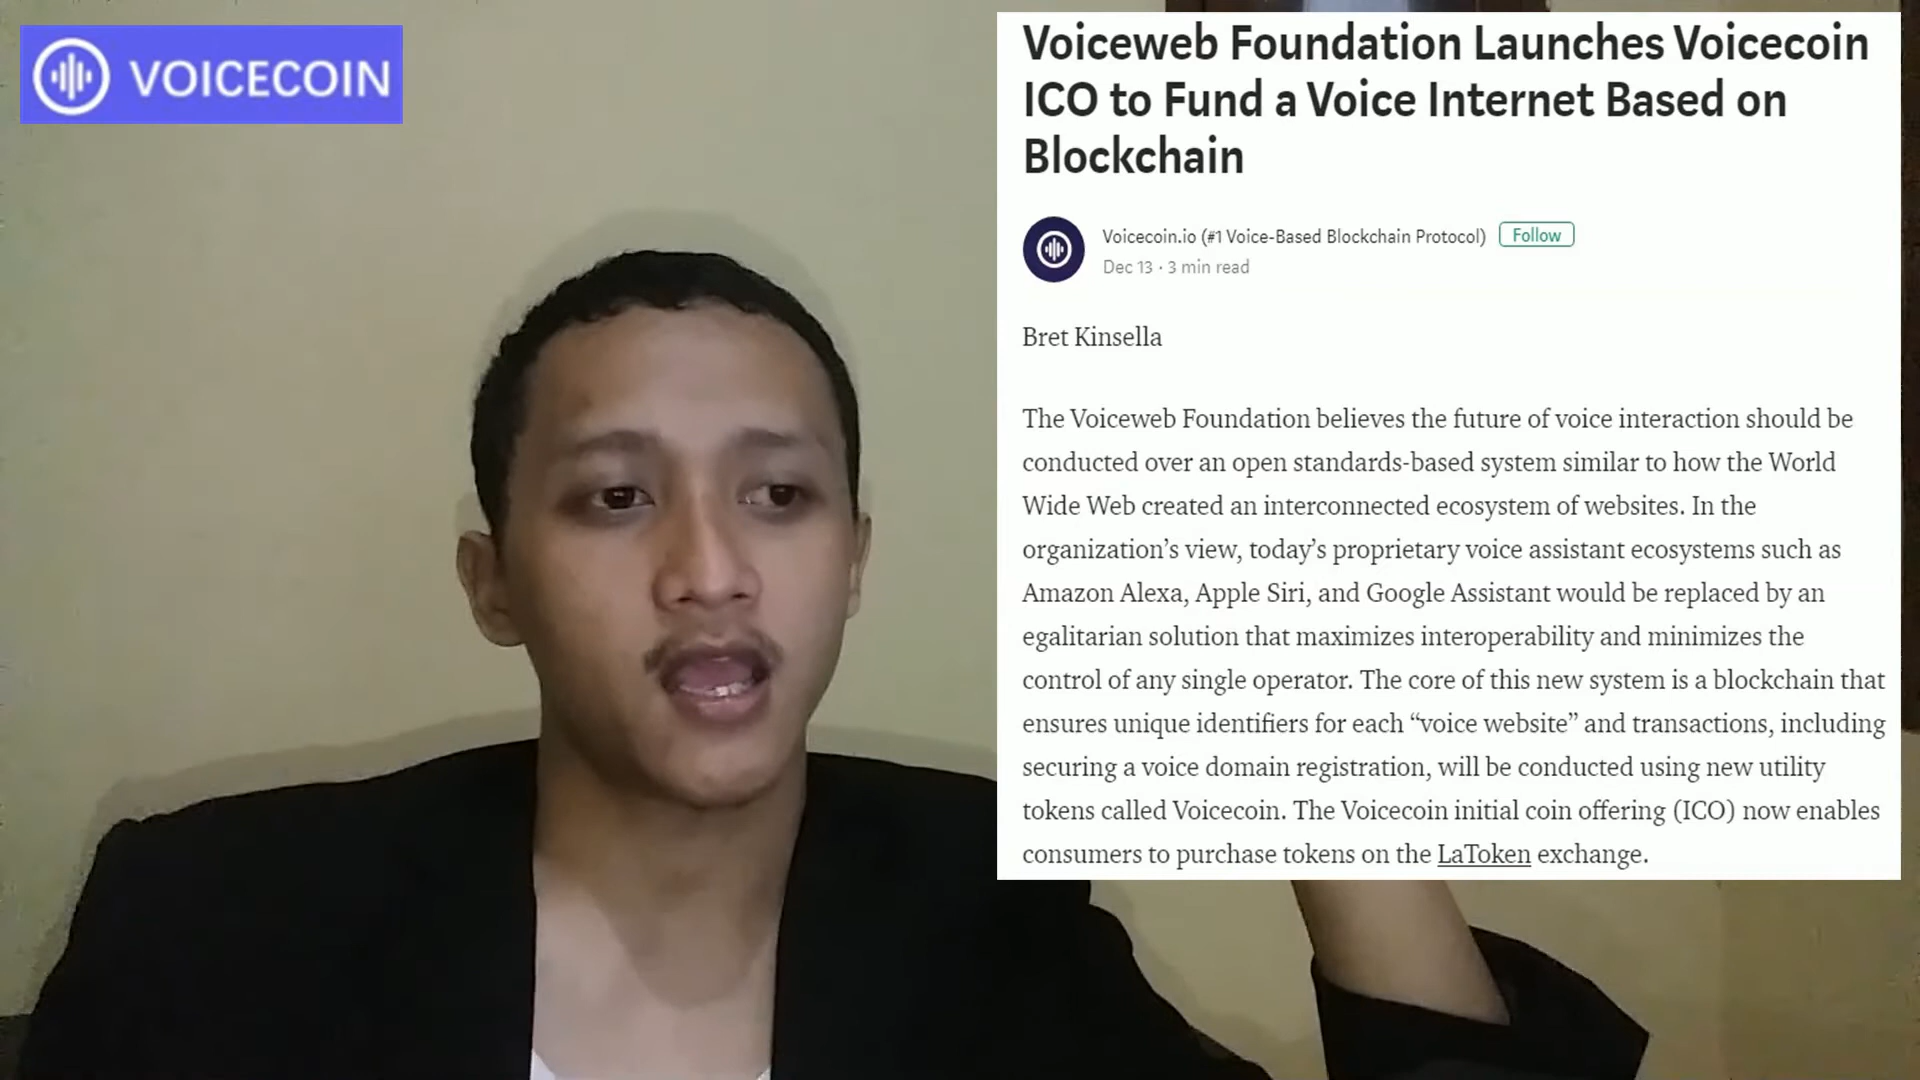 VOICECOIN
Voiceweb Foundation Launches Voicecoin
ICO to Fund a Voice Internet Based on
Blockchain
Voicecoin.io (#1 Voice-Based Blockchain Protocol) Follow
Dec 13 · 3 min read
Bret Kinsella
The Voiceweb Foundation believes the future of voice interaction should be
conducted over an open standards-based system similar to how the World
Wide Web created an interconnected ecosystem of websites. In the
organization’s view, today’s proprietary voice assistant ecosystems such as
Amazon Alexa, Apple Siri, and Google Assistant would be replaced by an
egalitarian solution that maximizes interoperability and minimizes the
control of any single operator. The core of this new system is a blockchain that
ensures unique identifiers for each “voice website” and transactions, including
securing a voice domain registration, will be conducted using new utility
tokens called Voicecoin. The Voicecoin initial coin offering (ICO) now enables
consumers to purchase tokens on the LaToken exchange.